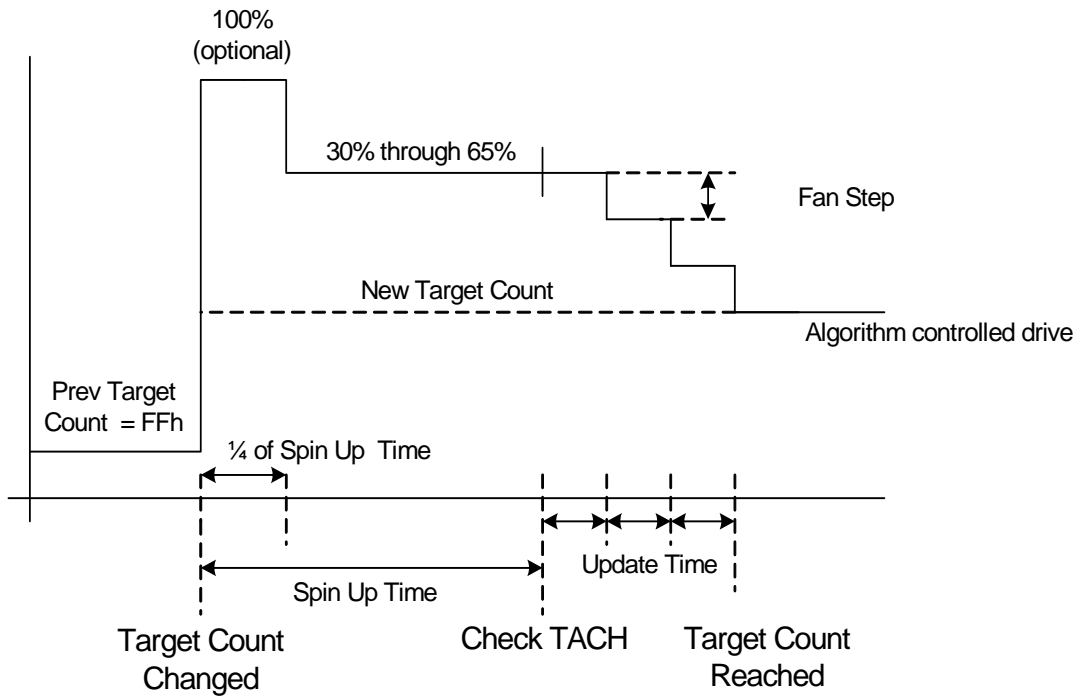 100%
(optional)
30% through 65%
Fan Step
New Target Count
Algorithm controlled drive
Prev Target
Count = FFh
¼ of Spin Up Time
Update Time
Spin Up Time
Target Count
Changed
Check TACH
Target Count
Reached